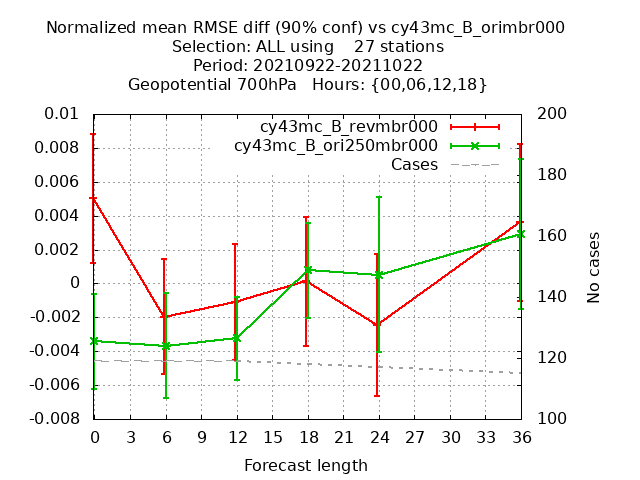 Normalized mean RMSE diff (90% conf) vs cy43mc_B_orimbr000
Selection: ALL using    27 stations
Period: 20210922-20211022
Geopotential 700hPa   Hours: {00,06,12,18}
cy43mc_B_revmbr000
cy43mc_B_ori250mbr000
Cases
0.01
0.008
0.006
0.004
0.002
0
-0.002
-0.004
-0.006
-0.008
200
180
160
140
120
100
No cases
0 3 6 9 12 15 18 21 24 27 30 33 36
Forecast length